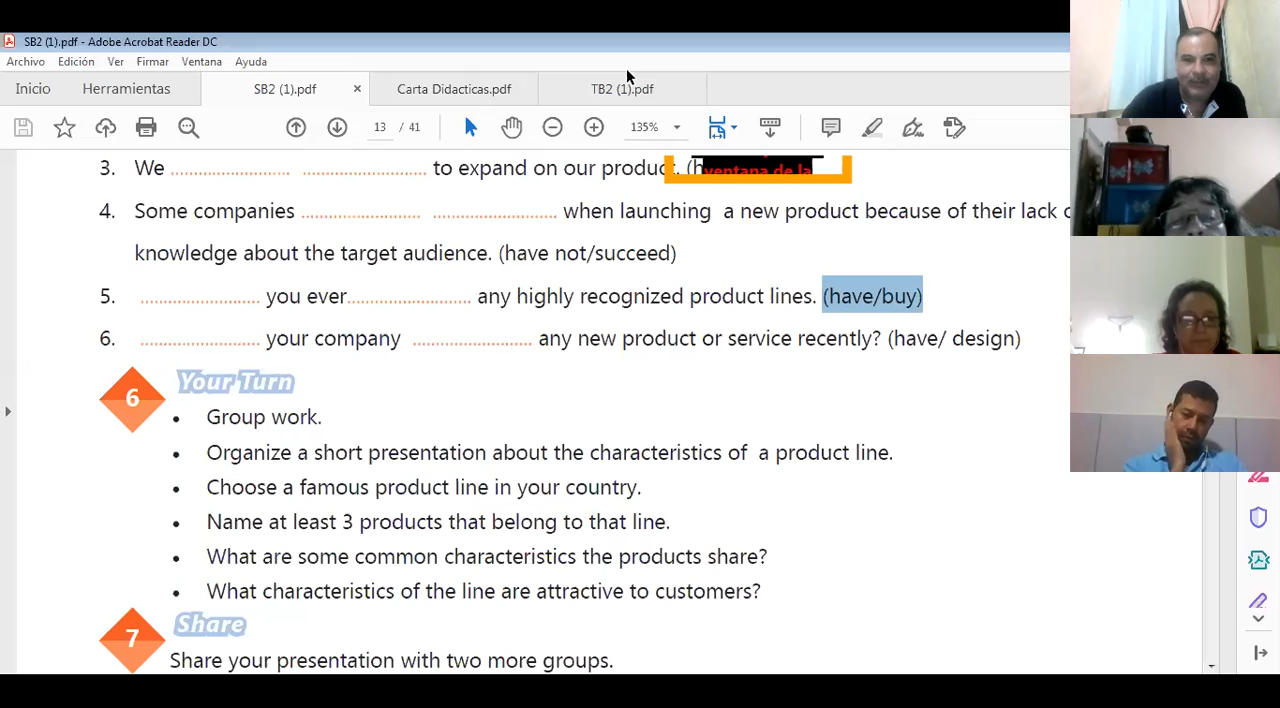 SB2 (1).pdf - Adobe Acrobat Reader DC
Archivo Edición Ver Firmar Ventana Ayuda
Inicio Herramientas SB2 (1).pdf × Carta Didacticas.pdf TB2 (1).pdf
13 / 41 135%
3. We ........................ ........................ to expand on our product. (h
ventana de la
4. Some companies ........................ ........................ when launching a new product because of their lack
knowledge about the target audience. (have not/succeed)
5. ........................ you ever........................ any highly recognized product lines. (have/buy)
6. ........................ your company ........................ any new product or service recently? (have/ design)
6 Your Turn
• Group work.
• Organize a short presentation about the characteristics of a product line.
• Choose a famous product line in your country.
• Name at least 3 products that belong to that line.
• What are some common characteristics the products share?
• What characteristics of the line are attractive to customers?
7 Share
Share your presentation with two more groups.